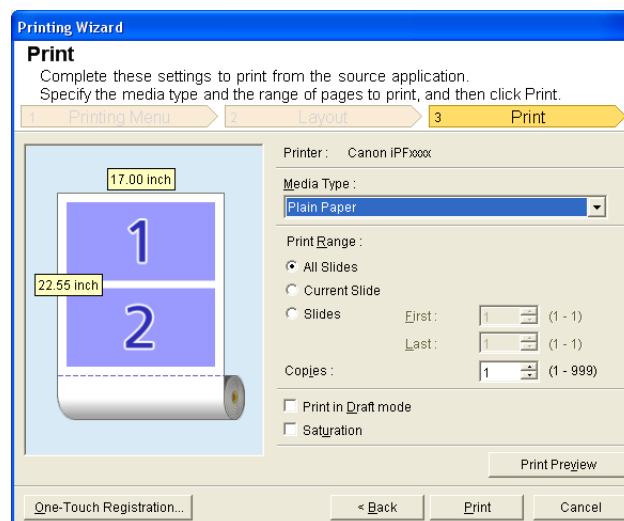 Printing Wizard
Print
Complete these settings to print from the source application.
Specify the media type and the range of pages to print, and then click Print.
1 Printing Menu 2 Layout 3 Print
Printer : Canon iPFxxxx
17.00 inch
Media Type :
Plain Paper
1
Print Range :
All Slides
22.55 inch
Current Slide
2
Slides First : 1 (1 - 1)
Last : 1 (1 - 1)
Copies : 1 (1 - 999)
Print in Draft mode
Saturation
Print Preview
One-Touch Registration... < Back Print Cancel